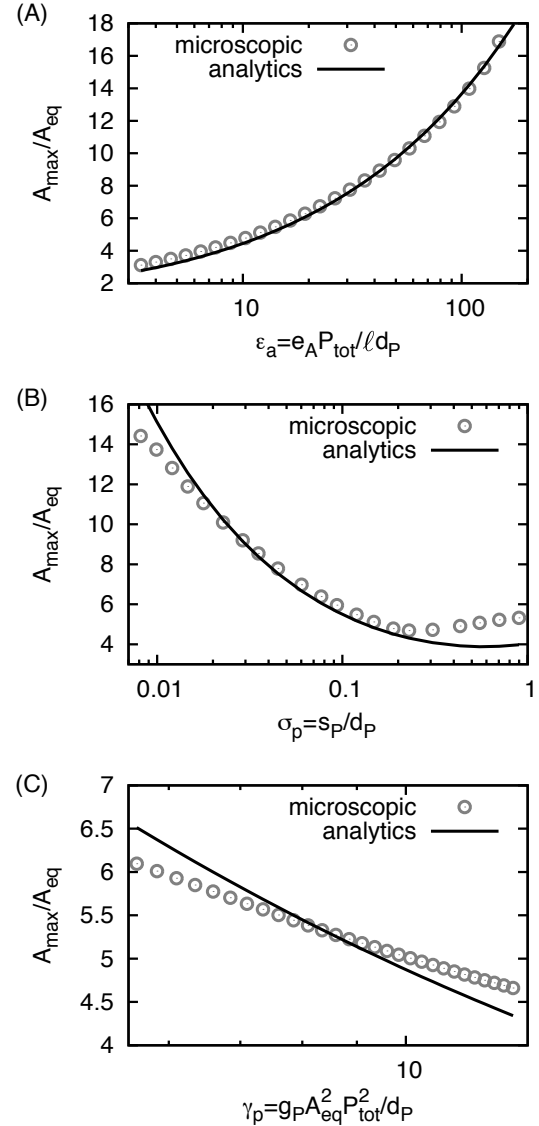 (A)
18
16
14
12
10
8
6
4
2
A_max/A_eq
microscopic
analytics
10
100
ε_a=e_A P_tot/ℓd_P
(B)
16
14
12
10
8
6
4
A_max/A_eq
microscopic
analytics
0.01
0.1
1
σ_p=s_P/d_P
(C)
7
6.5
6
5.5
5
4.5
4
A_max/A_eq
microscopic
analytics
10
γ_p=g_P A_eq^2 P_tot^2/d_P